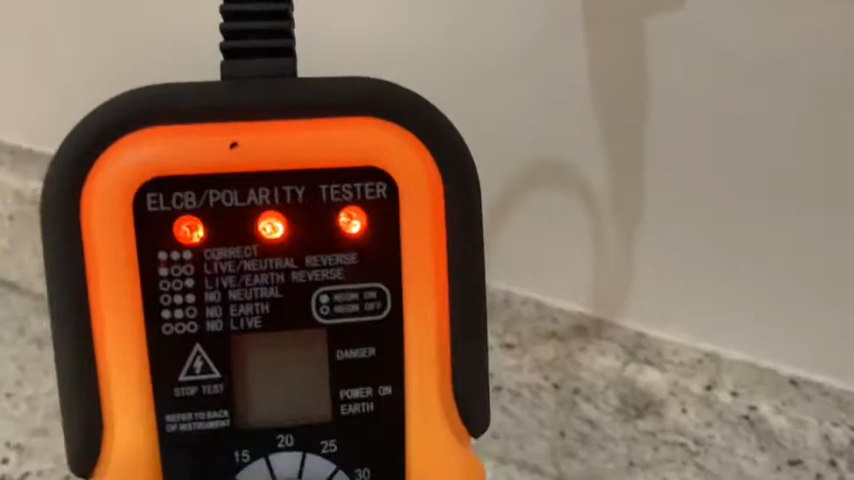 ELCB/POLARITY TESTER
CORRECT
LIVE/NEUTRAL REVERSE
LIVE/EARTH REVERSE
NO NEUTRAL
NO EARTH
NO LIVE
NEON ON
NEON OFF
STOP TEST
REFER TO REAR
OF INSTRUMENT
DANGER
POWER ON
EARTH
15
20
25
30